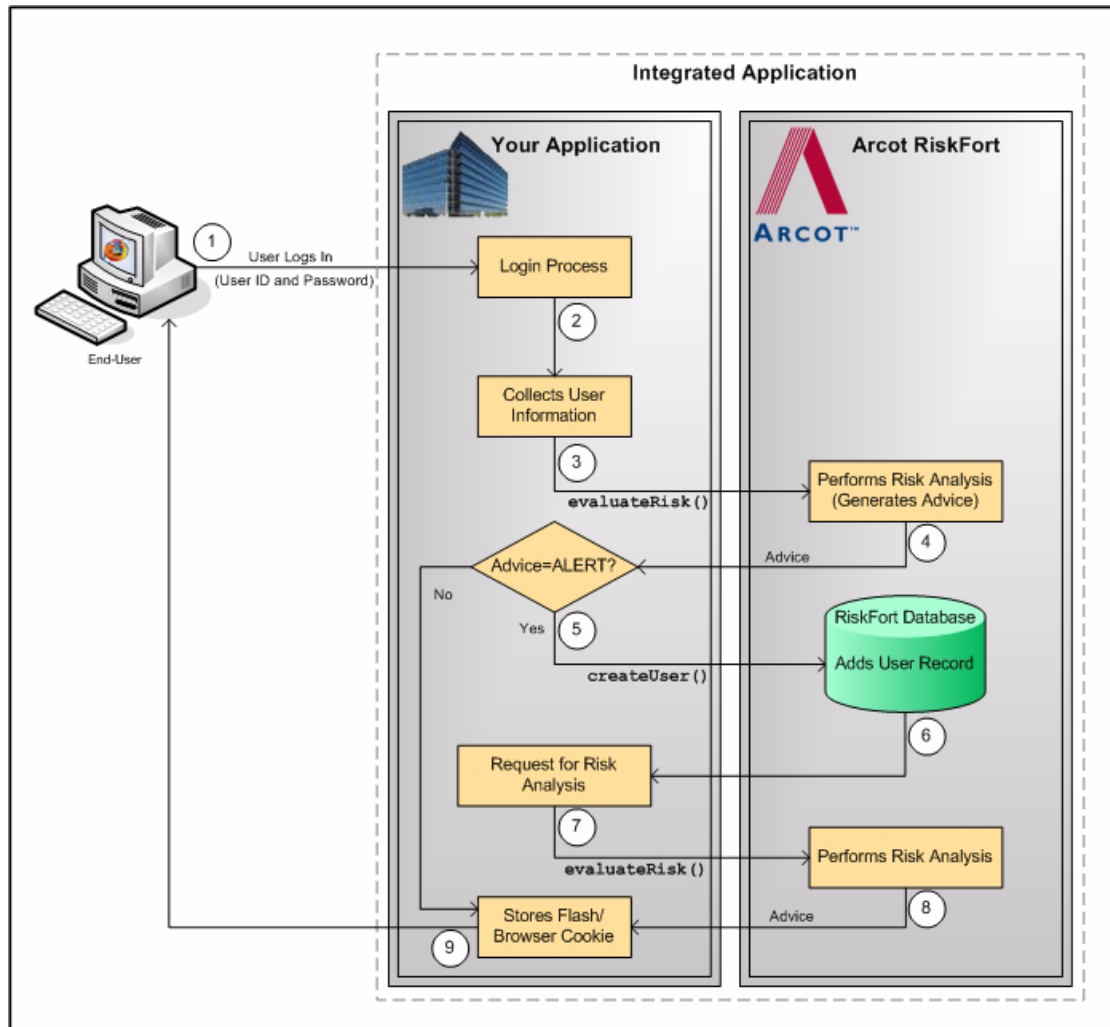 Integrated Application
Your Application
Arcot RiskFort
ARCOT™
1
User Logs In
(User ID and Password)
End-User
Login Process
2
Collects User
Information
3
evaluateRisk()
Performs Risk Analysis
(Generates Advice)
4
Advice
Advice=ALERT?
No
Yes
5
createUser()
RiskFort Database
Adds User Record
6
Request for Risk
Analysis
7
evaluateRisk()
Performs Risk Analysis
8
Advice
Stores Flash/
Browser Cookie
9